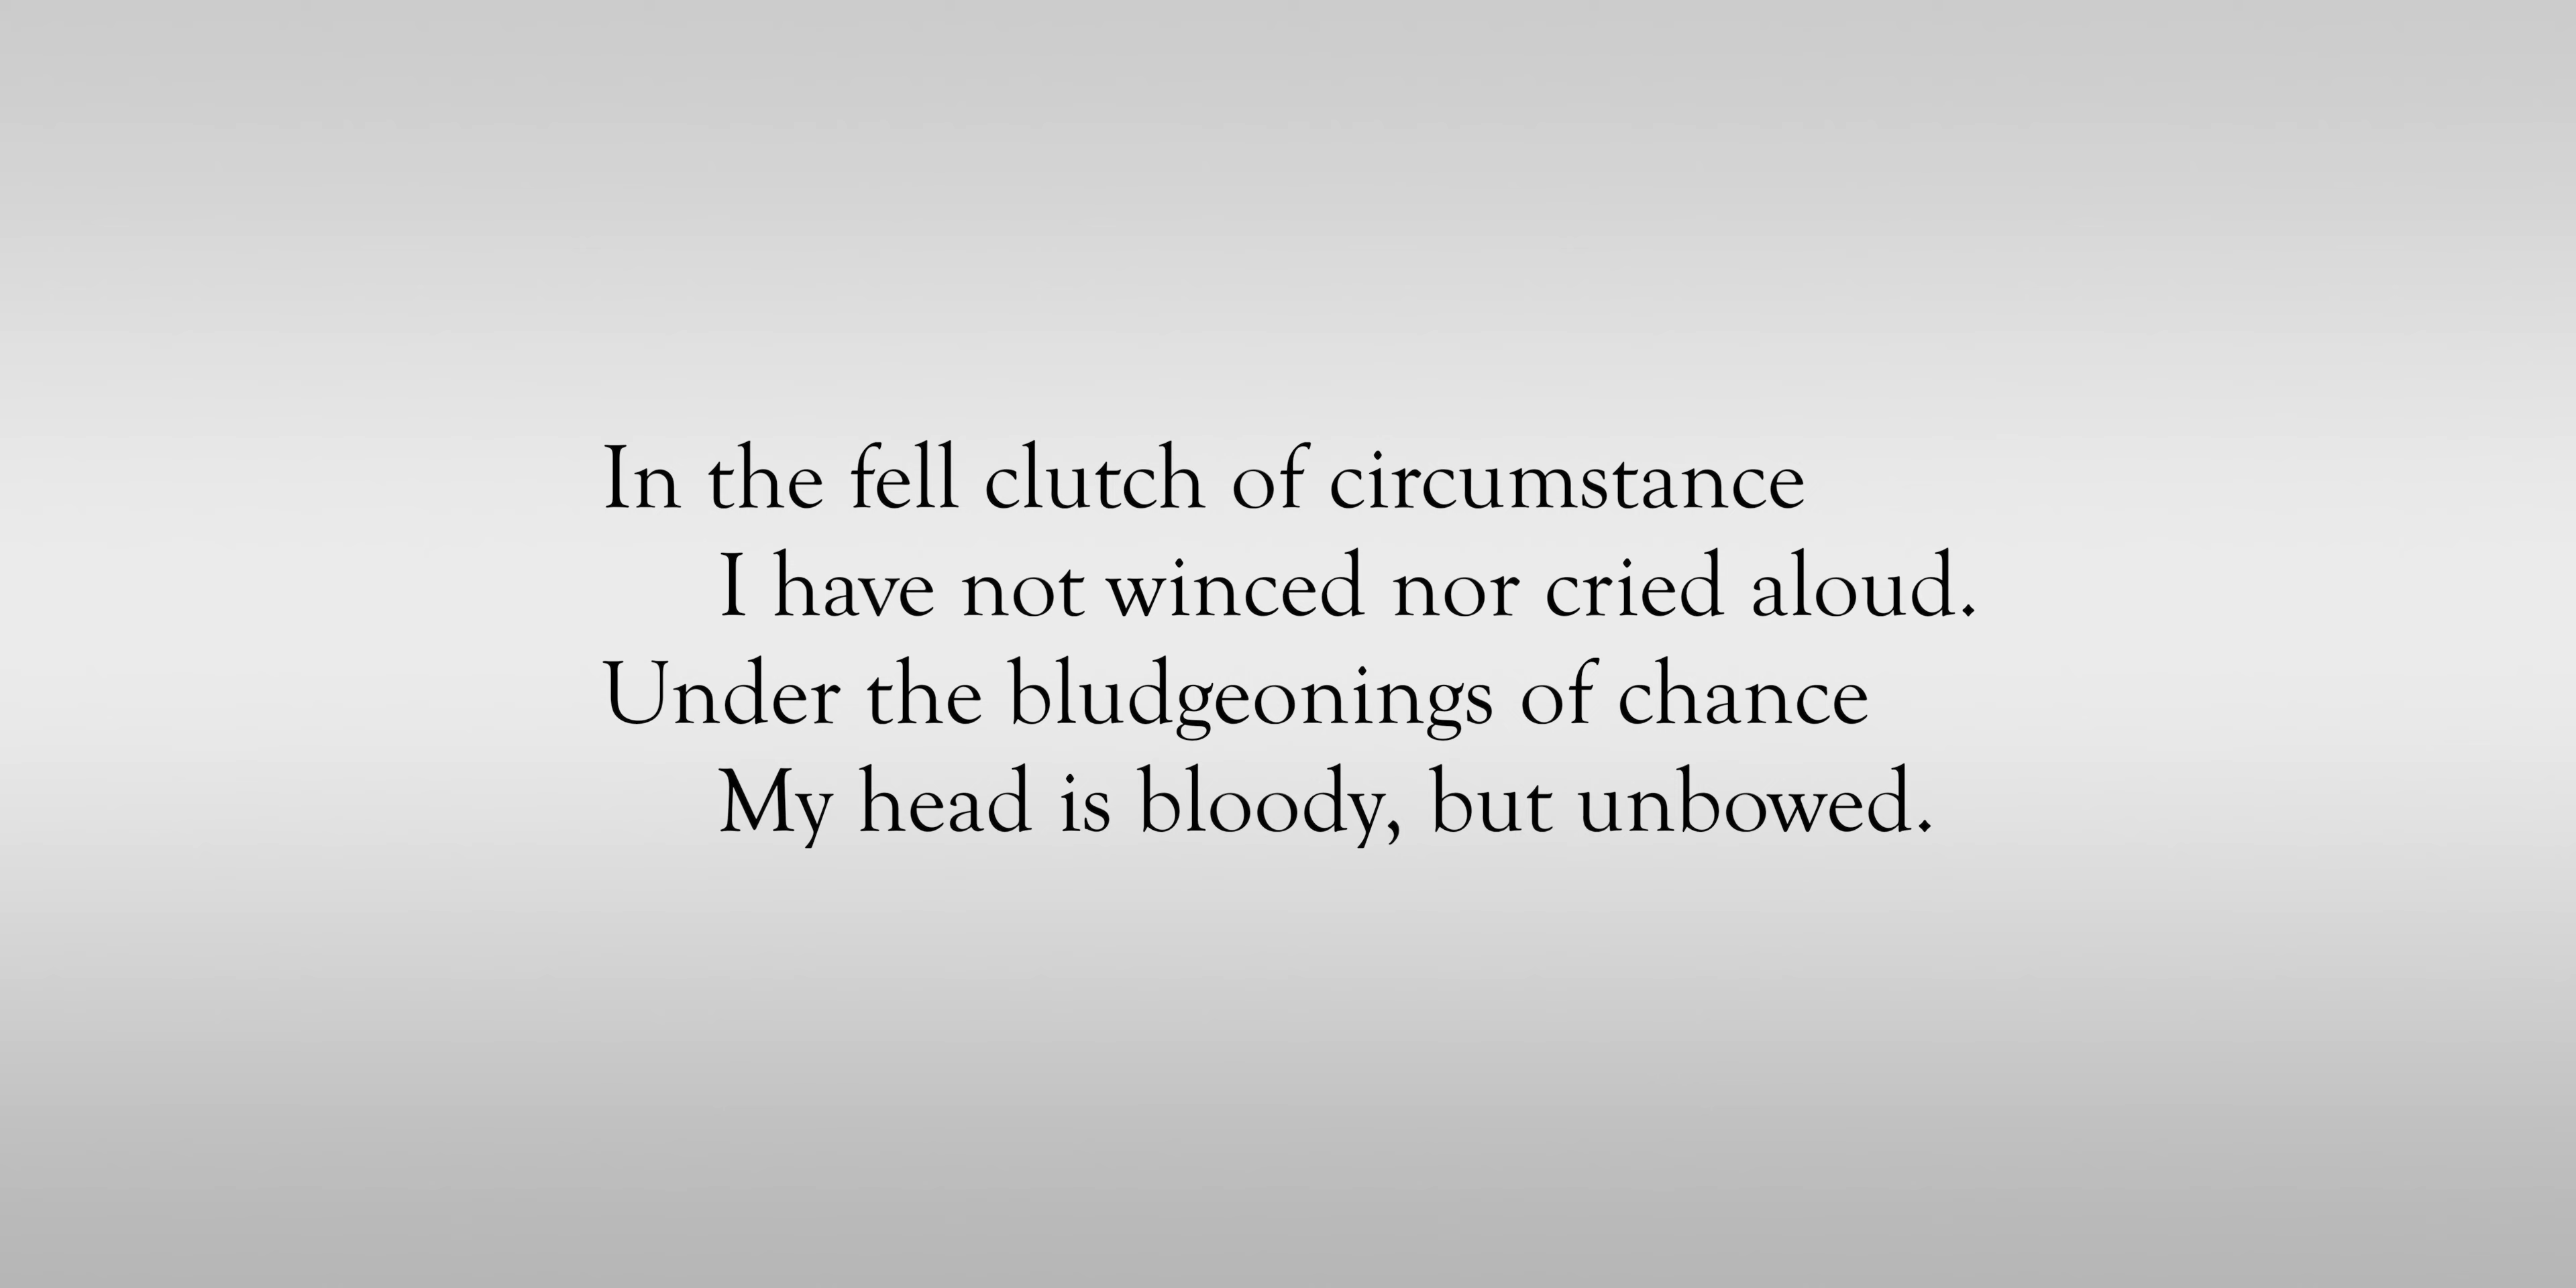 In the fell clutch of circumstance
I have not winced nor cried aloud.
Under the bludgeonings of chance
My head is bloody, but unbowed.